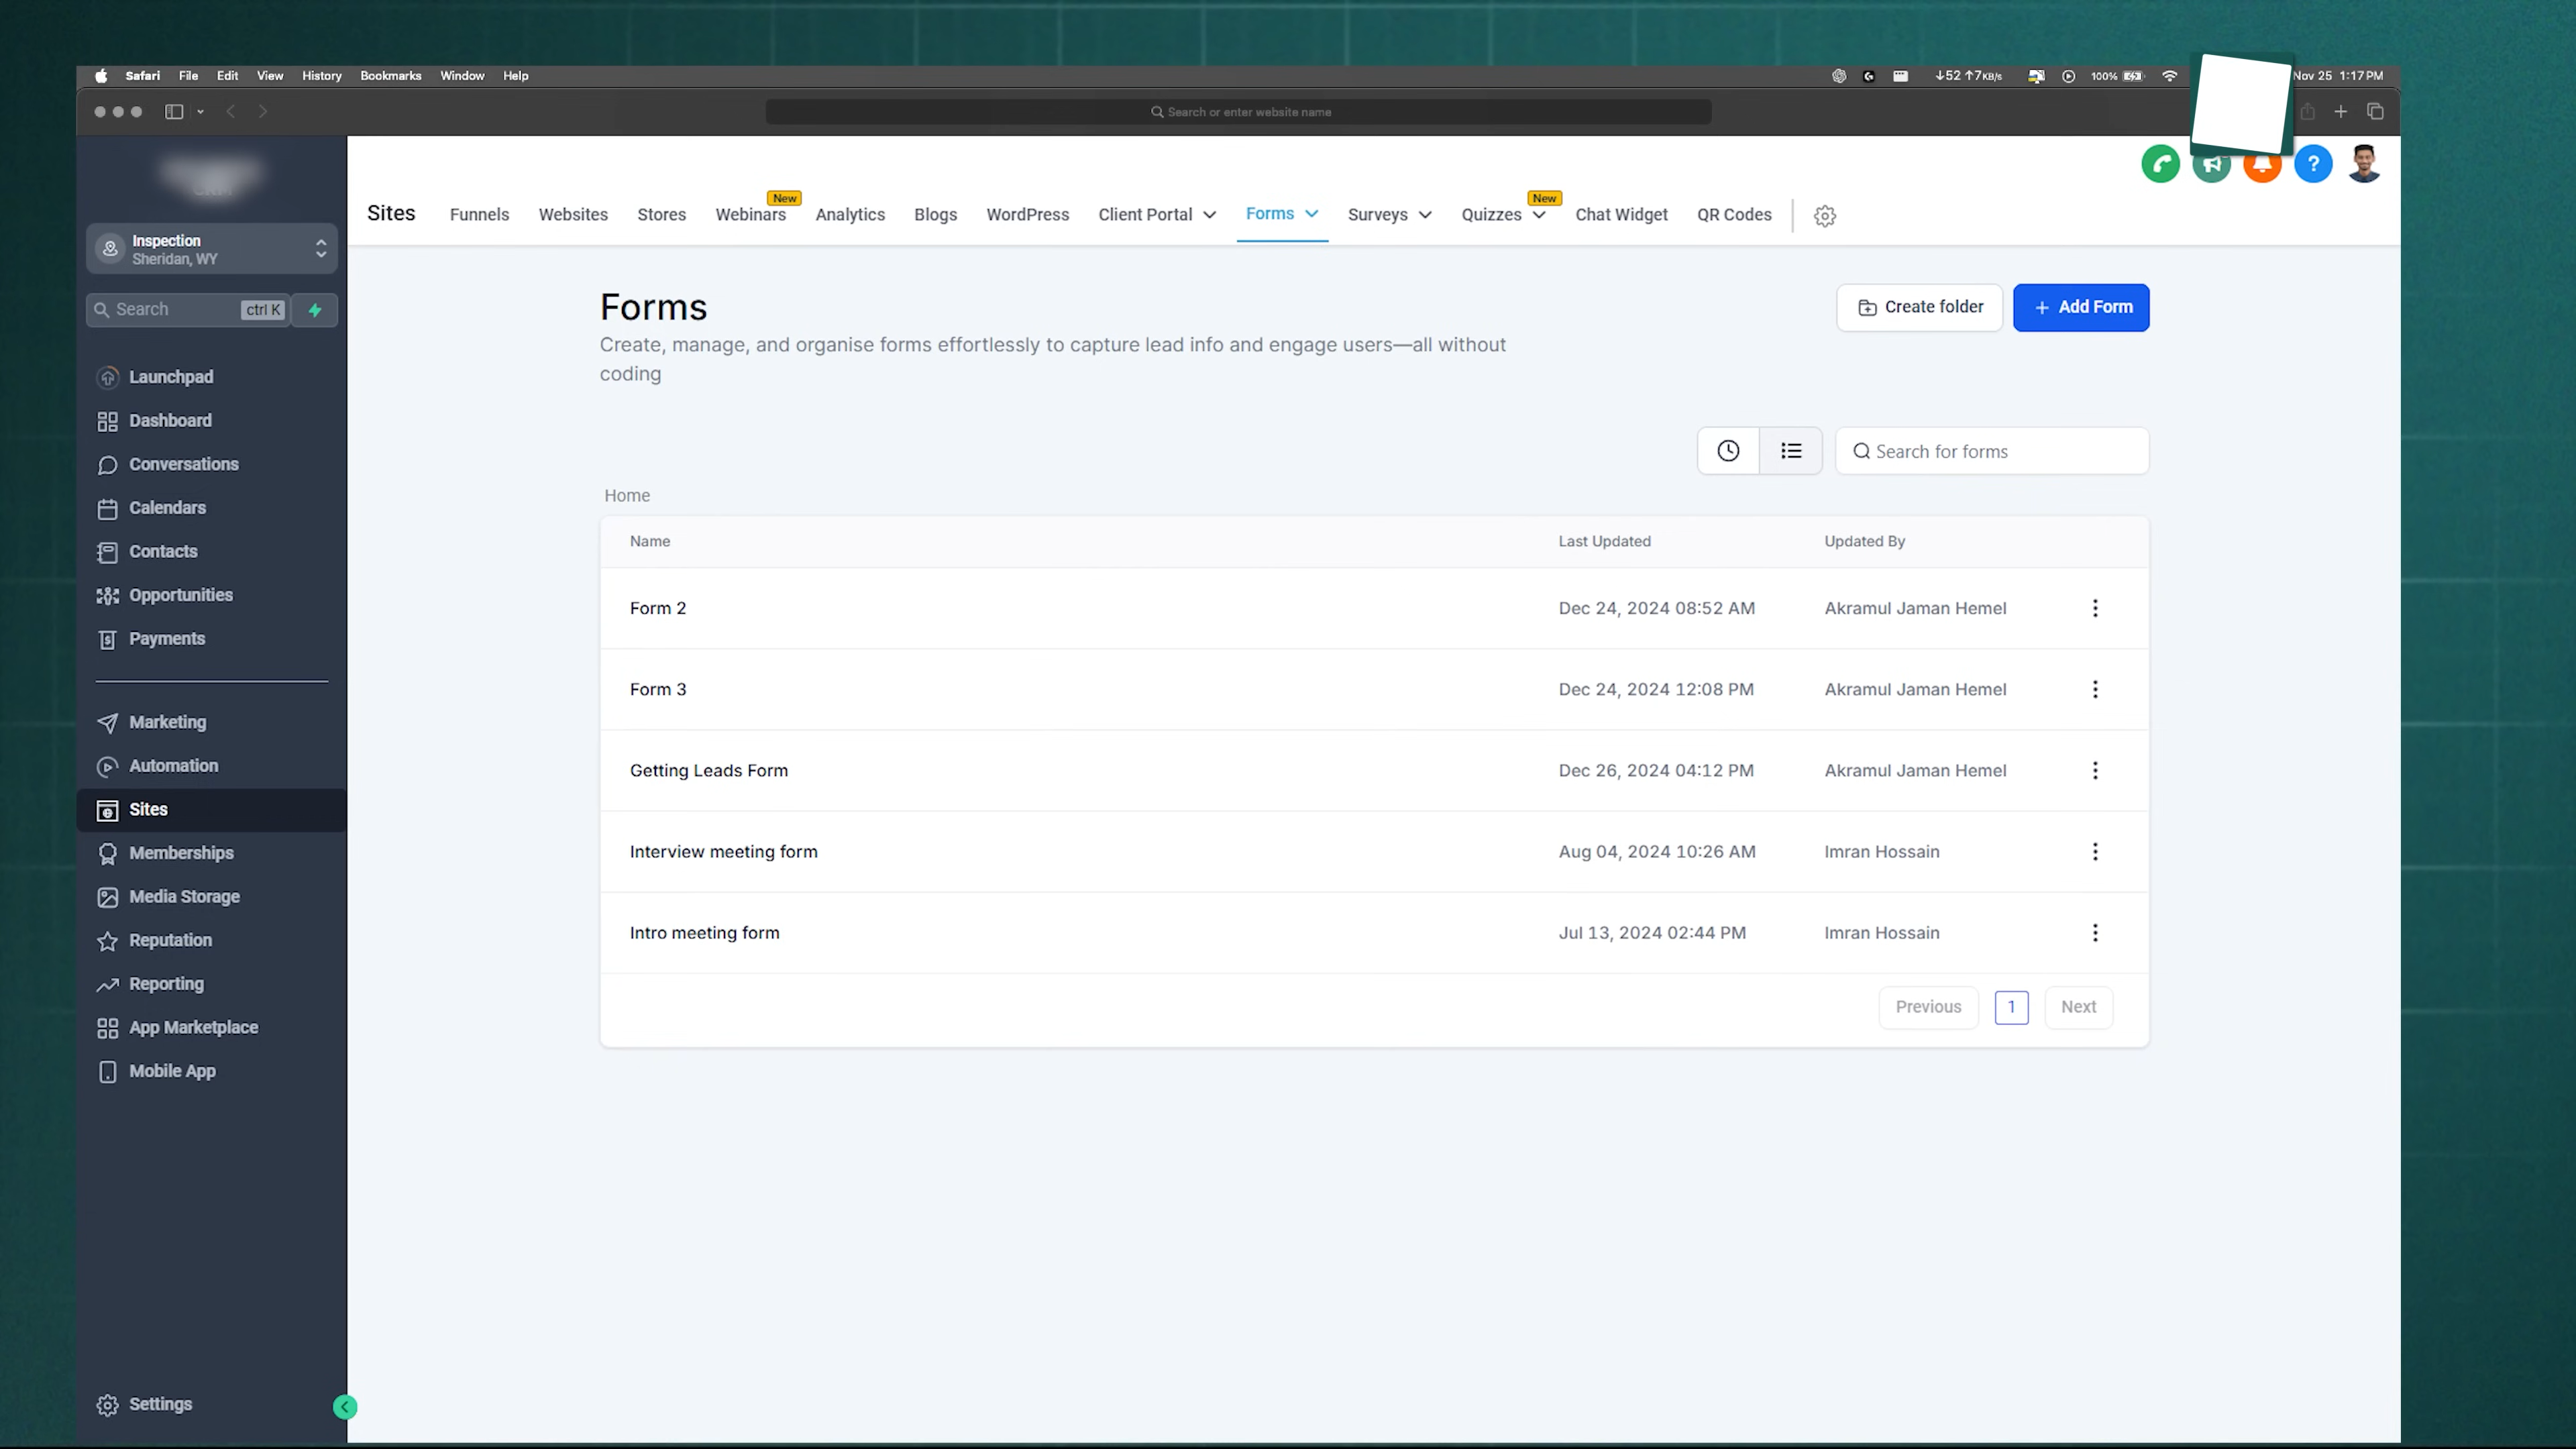 Safari File Edit View History Bookmarks Window Help
↓52 ↑7KB/s 100% Nov 25 1:17PM
Search or enter website name
Inspection
Sheridan, WY
Search ctrl K
Launchpad
Dashboard
Conversations
Calendars
Contacts
Opportunities
Payments
Marketing
Automation
Sites
Memberships
Media Storage
Reputation
Reporting
App Marketplace
Mobile App
Settings
New New
Sites Funnels Websites Stores Webinars Analytics Blogs WordPress Client Portal Forms Surveys Quizzes Chat Widget QR Codes
Forms
Create folder
+ Add Form
Create, manage, and organise forms effortlessly to capture lead info and engage users—all without
coding
Search for forms
Home
Name Last Updated Updated By
Form 2 Dec 24, 2024 08:52 AM Akramul Jaman Hemel
Form 3 Dec 24, 2024 12:08 PM Akramul Jaman Hemel
Getting Leads Form Dec 26, 2024 04:12 PM Akramul Jaman Hemel
Interview meeting form Aug 04, 2024 10:26 AM Imran Hossain
Intro meeting form Jul 13, 2024 02:44 PM Imran Hossain
Previous 1 Next